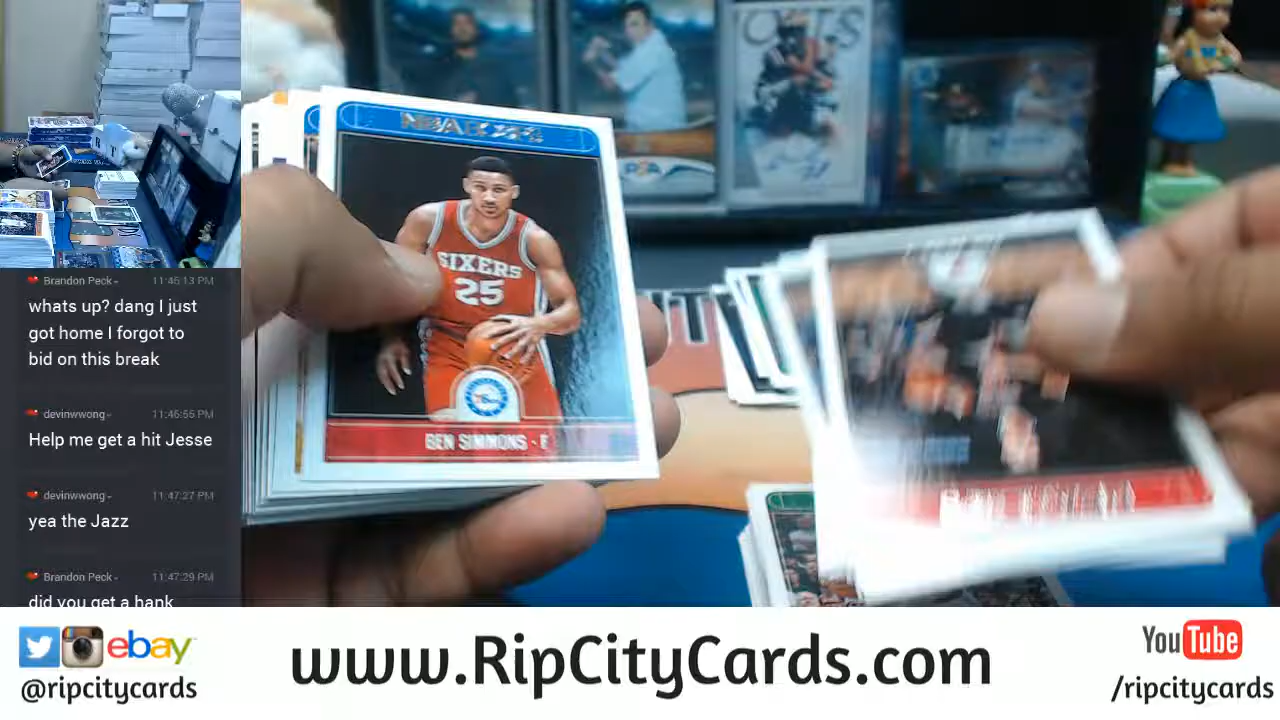 Brandon Peck- 11:45:13 PM
whats up? dang I just
got home I forgot to
bid on this break
devinwwong- 11:46:55 PM
Help me get a hit Jesse
devinwwong- 11:47:27 PM
yea the Jazz
Brandon Peck- 11:47:29 PM
did you get a hank
NBA HOOPS
SIXERS
25
BEN SIMMONS - F
ebay
@ripcitycards
www.RipCityCards.com
YouTube
/ripcitycards